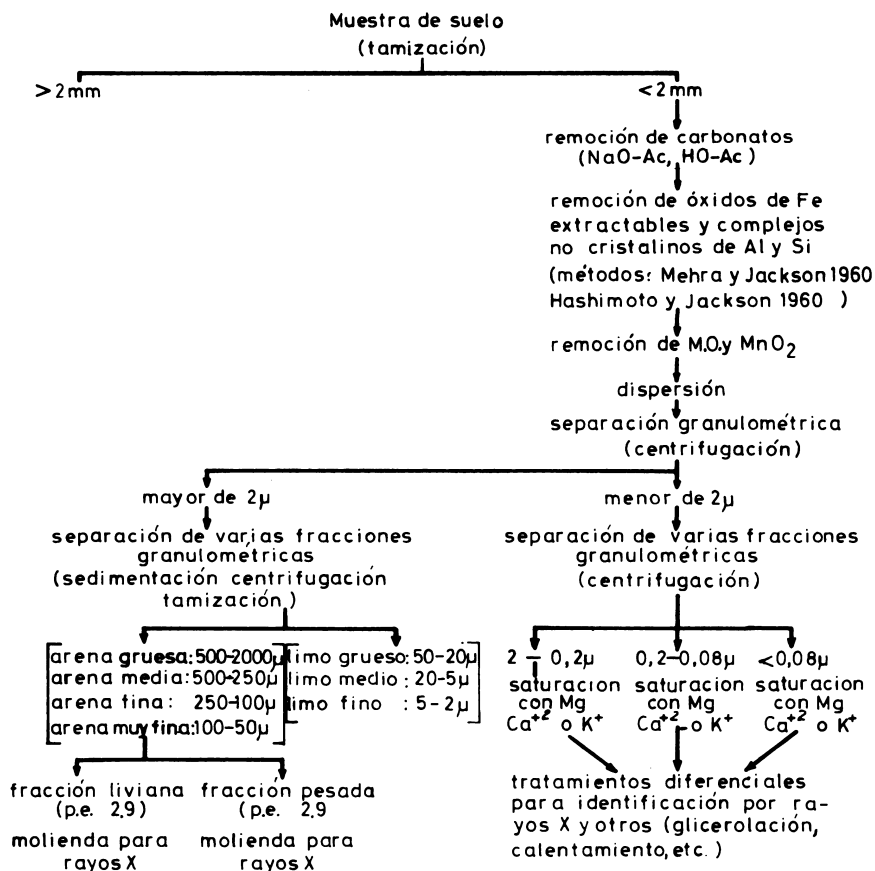 Muestra de suelo
(tamización)
>2mm
<2mm
remoción de carbonatos
(NaO-Ac, HO-Ac)
remoción de óxidos de Fe
extractables y complejos
no cristalinos de Al y Si
(métodos: Mehra y Jackson 1960
Hashimoto y Jackson 1960 )
remoción de M.O.y MnO2
dispersión
separación granulométrica
(centrifugación)
mayor de 2µ
separación de varias fracciones
granulométricas
(sedimentación centrifugación
tamización)
arena gruesa:500-2000µ
arena media:500-250µ
arena fina: 250-100µ
arena muy fina:100-50µ
limo grueso:50-20µ
limo medio :20-5µ
limo fino : 5-2µ
fracción liviana
(p.e. 2,9)
molienda para
rayos X
fracción pesada
(p.e. 2,9
molienda para
rayos X
menor de 2µ
separación de varias fracciones
granulométricas
(centrifugación)
2 - 0,2µ
saturacion
con Mg
Ca+2 o K+
0,2-0,08µ
saturación
con Mg
Ca+2 o K+
<0,08µ
saturación
con Mg
Ca+2 o K+
tratamientos diferenciales
para identificación por ra-
yos X y otros (glicerolación,
calentamiento, etc.)